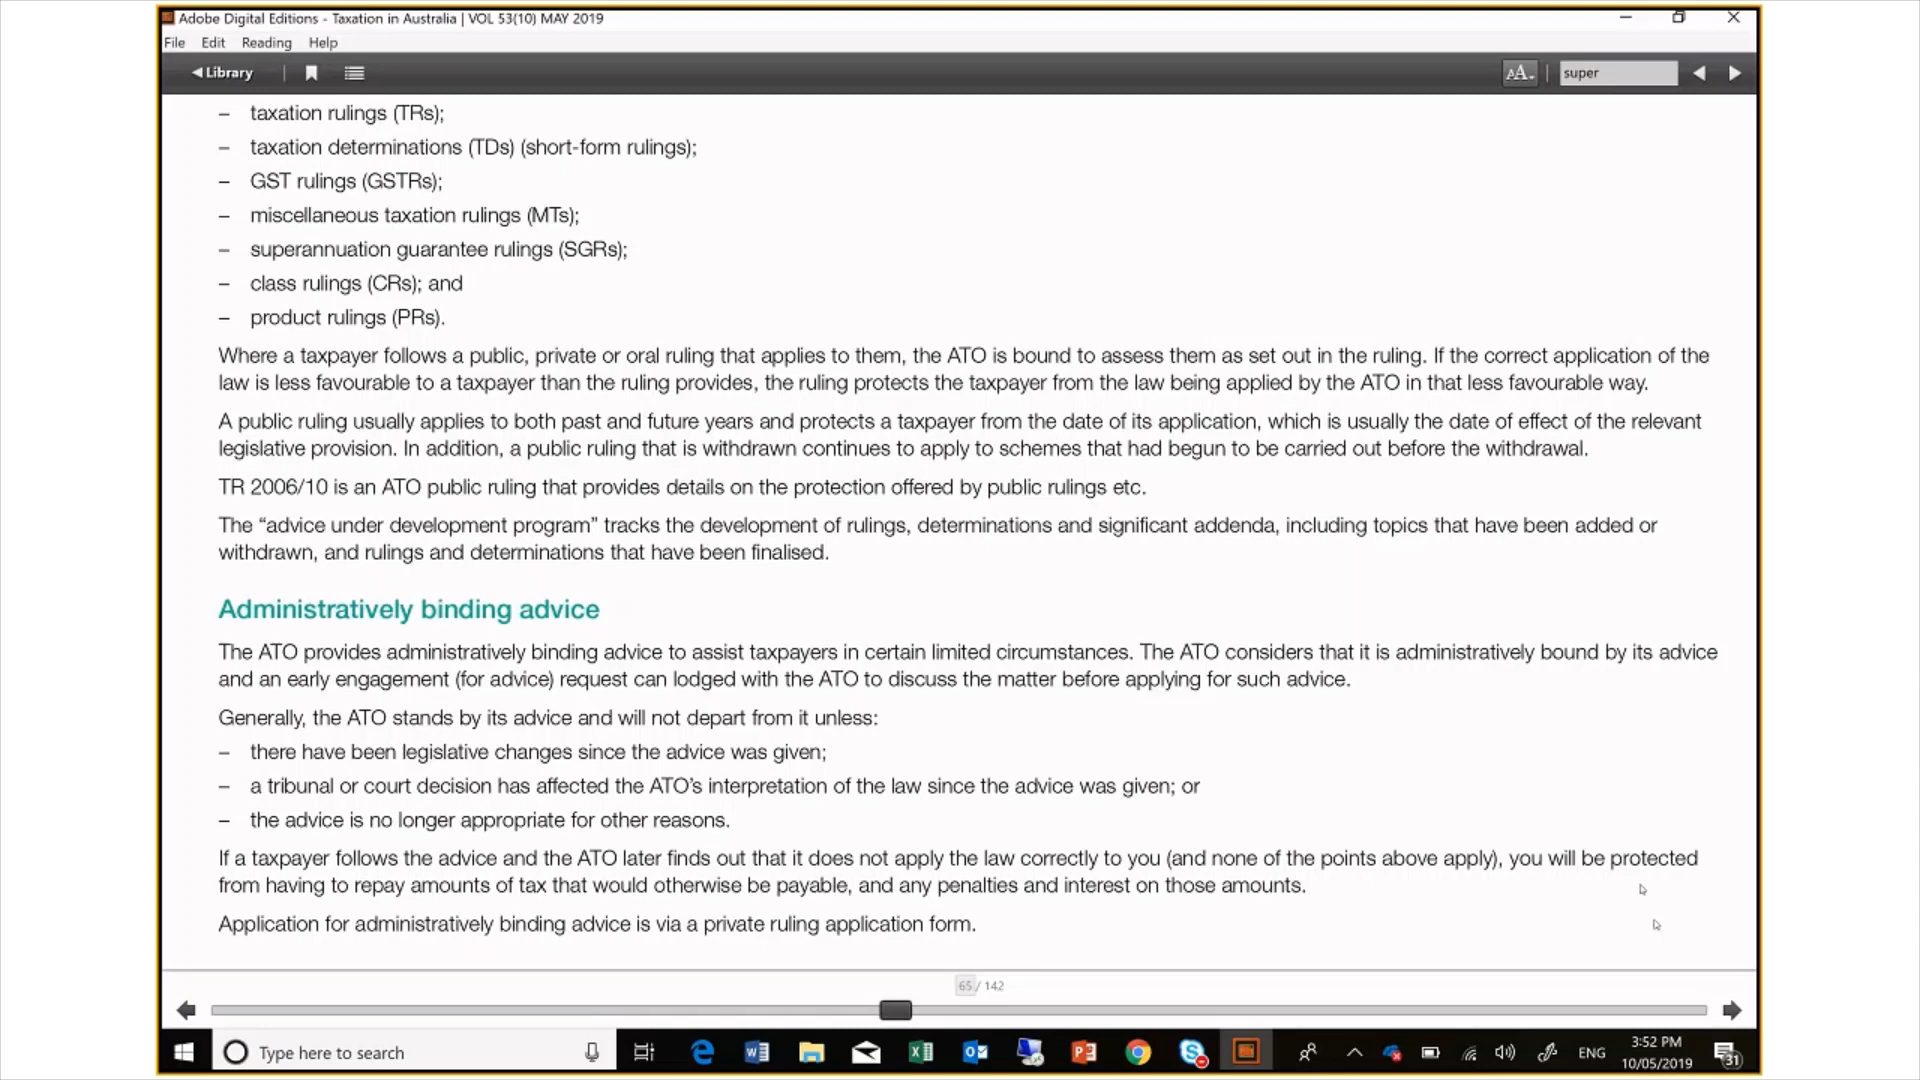 Adobe Digital Editions - Taxation in Australia | VOL 53(10) MAY 2019
File Edit Reading Help
Library
AA
super
– taxation rulings (TRs);
– taxation determinations (TDs) (short-form rulings);
– GST rulings (GSTRs);
– miscellaneous taxation rulings (MTs);
– superannuation guarantee rulings (SGRs);
– class rulings (CRs); and
– product rulings (PRs).
Where a taxpayer follows a public, private or oral ruling that applies to them, the ATO is bound to assess them as set out in the ruling. If the correct application of the
law is less favourable to a taxpayer than the ruling provides, the ruling protects the taxpayer from the law being applied by the ATO in that less favourable way.
A public ruling usually applies to both past and future years and protects a taxpayer from the date of its application, which is usually the date of effect of the relevant
legislative provision. In addition, a public ruling that is withdrawn continues to apply to schemes that had begun to be carried out before the withdrawal.
TR 2006/10 is an ATO public ruling that provides details on the protection offered by public rulings etc.
The “advice under development program” tracks the development of rulings, determinations and significant addenda, including topics that have been added or
withdrawn, and rulings and determinations that have been finalised.
Administratively binding advice
The ATO provides administratively binding advice to assist taxpayers in certain limited circumstances. The ATO considers that it is administratively bound by its advice
and an early engagement (for advice) request can lodged with the ATO to discuss the matter before applying for such advice.
Generally, the ATO stands by its advice and will not depart from it unless:
– there have been legislative changes since the advice was given;
– a tribunal or court decision has affected the ATO’s interpretation of the law since the advice was given; or
– the advice is no longer appropriate for other reasons.
If a taxpayer follows the advice and the ATO later finds out that it does not apply the law correctly to you (and none of the points above apply), you will be protected
from having to repay amounts of tax that would otherwise be payable, and any penalties and interest on those amounts.
Application for administratively binding advice is via a private ruling application form.
65 / 142
Type here to search
ENG
3:52 PM
10/05/2019
31